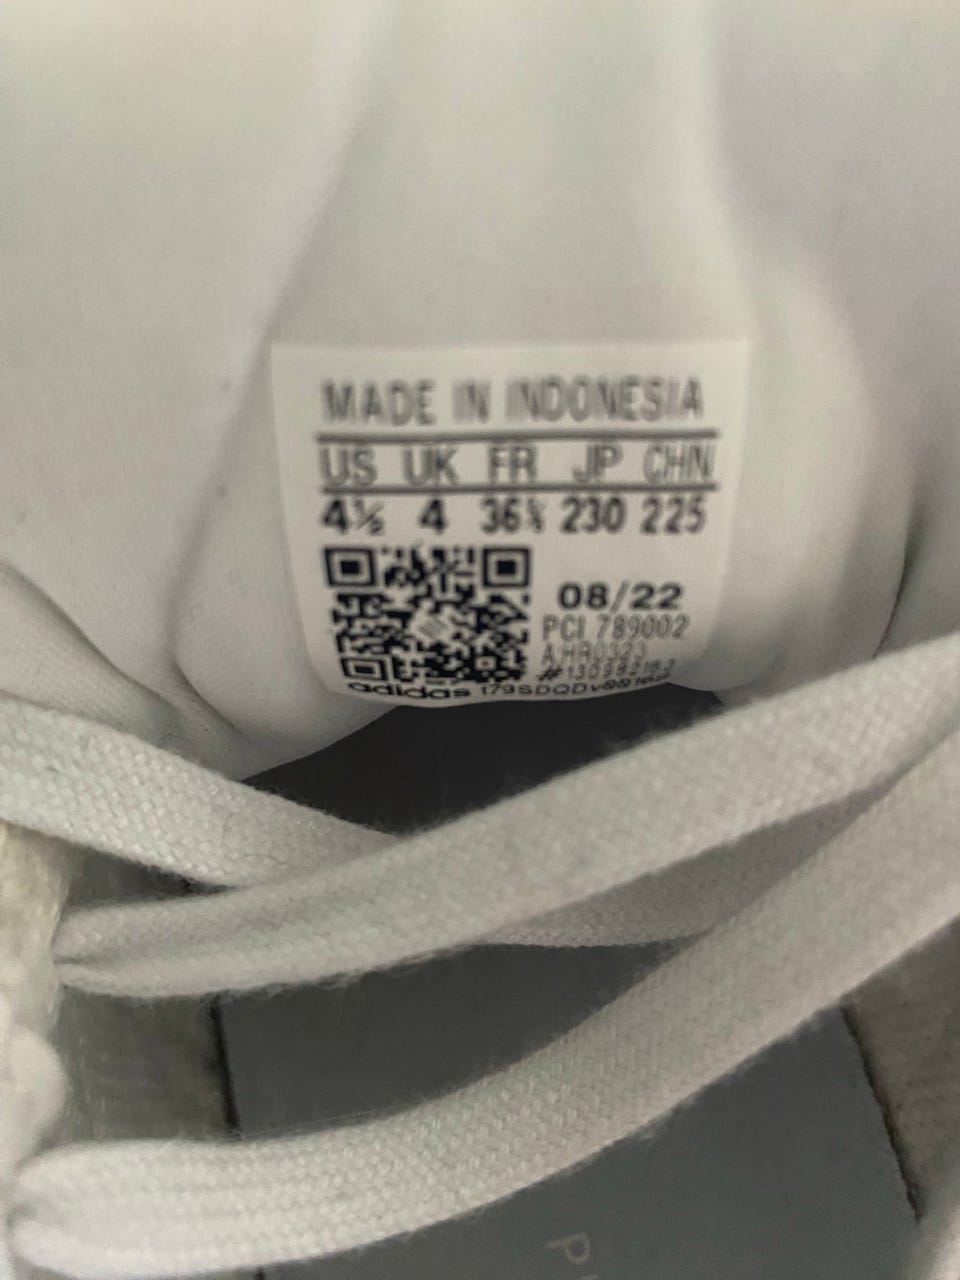 MADE IN INDONESIA
US UK FR JP CHN
4½ 4 36⅔ 230 225
08/22
PCI 789002
AHR0323
adidas